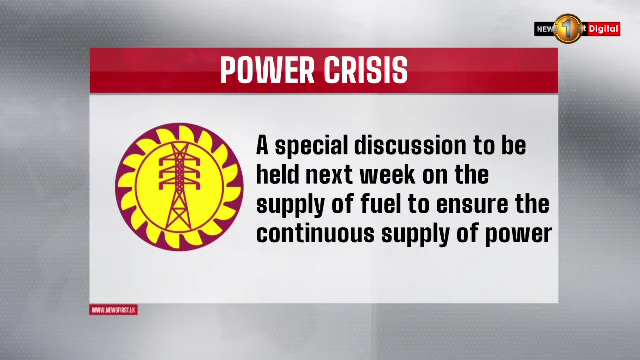 NEWS 1st Digital
POWER CRISIS
A special discussion to be
held next week on the
supply of fuel to ensure the
continuous supply of power
WWW.NEWSFIRST.LK